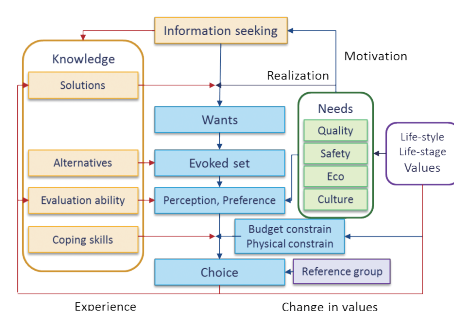 Information seeking
Knowledge
Motivation
Realization
Solutions
Needs
Wants
Quality
Life-style
Life-stage
Values
Alternatives
Evoked set
Safety
Eco
Evaluation ability
Perception, Preference
Culture
Coping skills
Budget constrain
Physical constrain
Choice
Reference group
Experience
Change in values